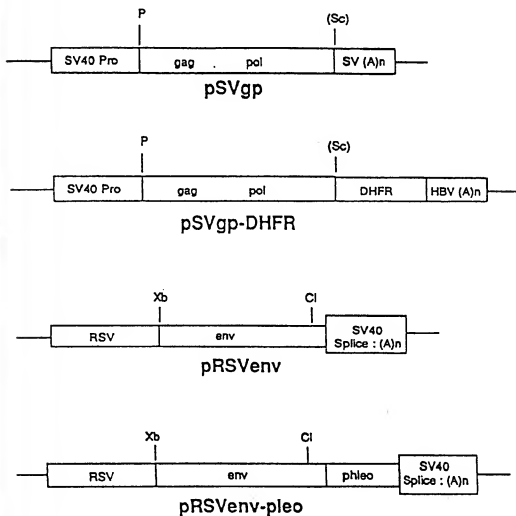 P (Sc)
SV40 Pro gag pol SV (A)n
pSVgp
P (Sc)
SV40 Pro gag pol DHFR HBV (A)n
pSVgp-DHFR
Xb Cl
RSV env SV40
Splice : (A)n
pRSVenv
Xb Cl
RSV env phleo SV40
Splice : (A)n
pRSVenv-pleo